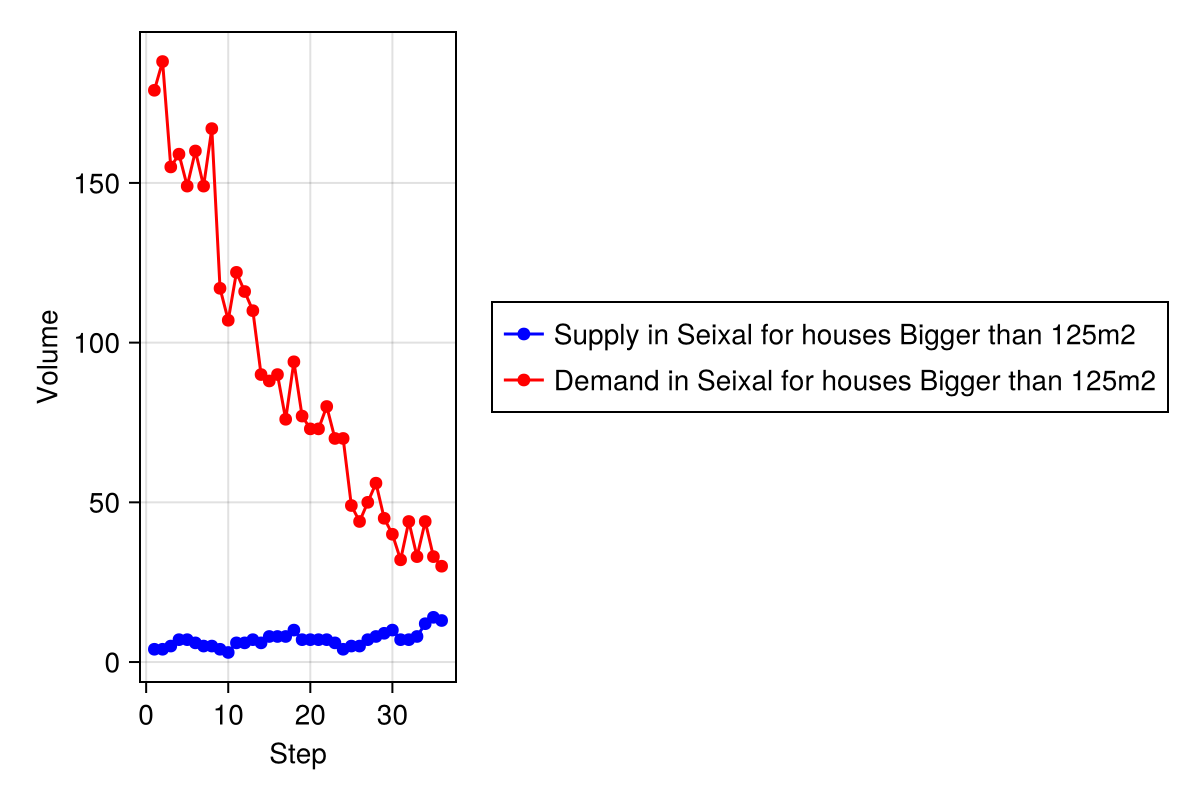 150
100
50
0
Volume
0 10 20 30
Step
Supply in Seixal for houses Bigger than 125m2
Demand in Seixal for houses Bigger than 125m2